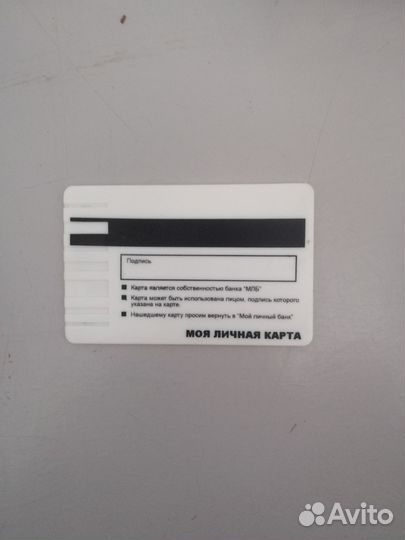 Подпись
Карта является собственностью банка "МЛБ"
Карта может быть использована лицом, подпись которого
указана на карте.
Нашедшему карту просим вернуть в "Мой личный банк"
МОЯ ЛИЧНАЯ КАРТА
Avito